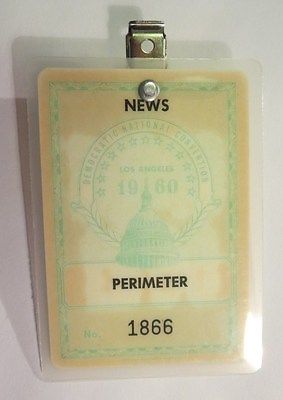 NEWS
DEMOCRATIC NATIONAL CONVENTION
LOS ANGELES
1960
PERIMETER
No. 1866